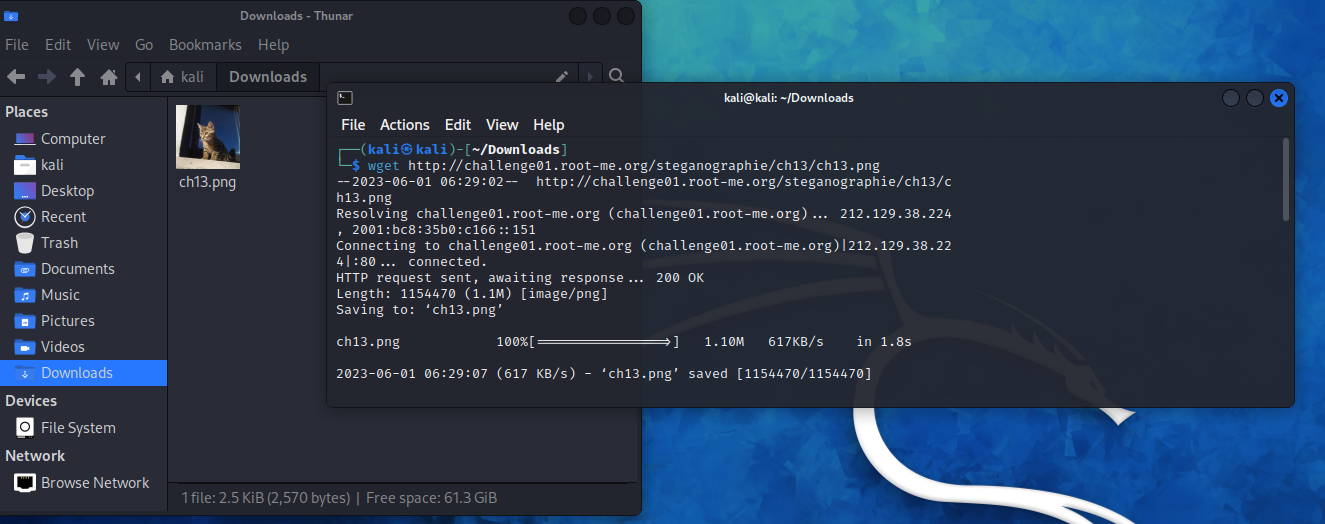 Downloads - Thunar
File Edit View Go Bookmarks Help
kali Downloads
Places
Computer
kali
Desktop
Recent
Trash
Documents
Music
Pictures
Videos
Downloads
Devices
File System
Network
Browse Network
ch13.png
1 file: 2.5 KiB (2,570 bytes) | Free space: 61.3 GiB
kali@kali: ~/Downloads
File Actions Edit View Help
┌──(kali㉿kali)-[~/Downloads]
└─$ wget http://challenge01.root-me.org/steganographie/ch13/ch13.png
--2023-06-01 06:29:02--  http://challenge01.root-me.org/steganographie/ch13/c
h13.png
Resolving challenge01.root-me.org (challenge01.root-me.org)... 212.129.38.224
, 2001:bc8:35b0:c166::151
Connecting to challenge01.root-me.org (challenge01.root-me.org)|212.129.38.22
4|:80... connected.
HTTP request sent, awaiting response... 200 OK
Length: 1154470 (1.1M) [image/png]
Saving to: ‘ch13.png’
ch13.png            100%[=================>]   1.10M   617KB/s    in 1.8s
2023-06-01 06:29:07 (617 KB/s) - ‘ch13.png’ saved [1154470/1154470]